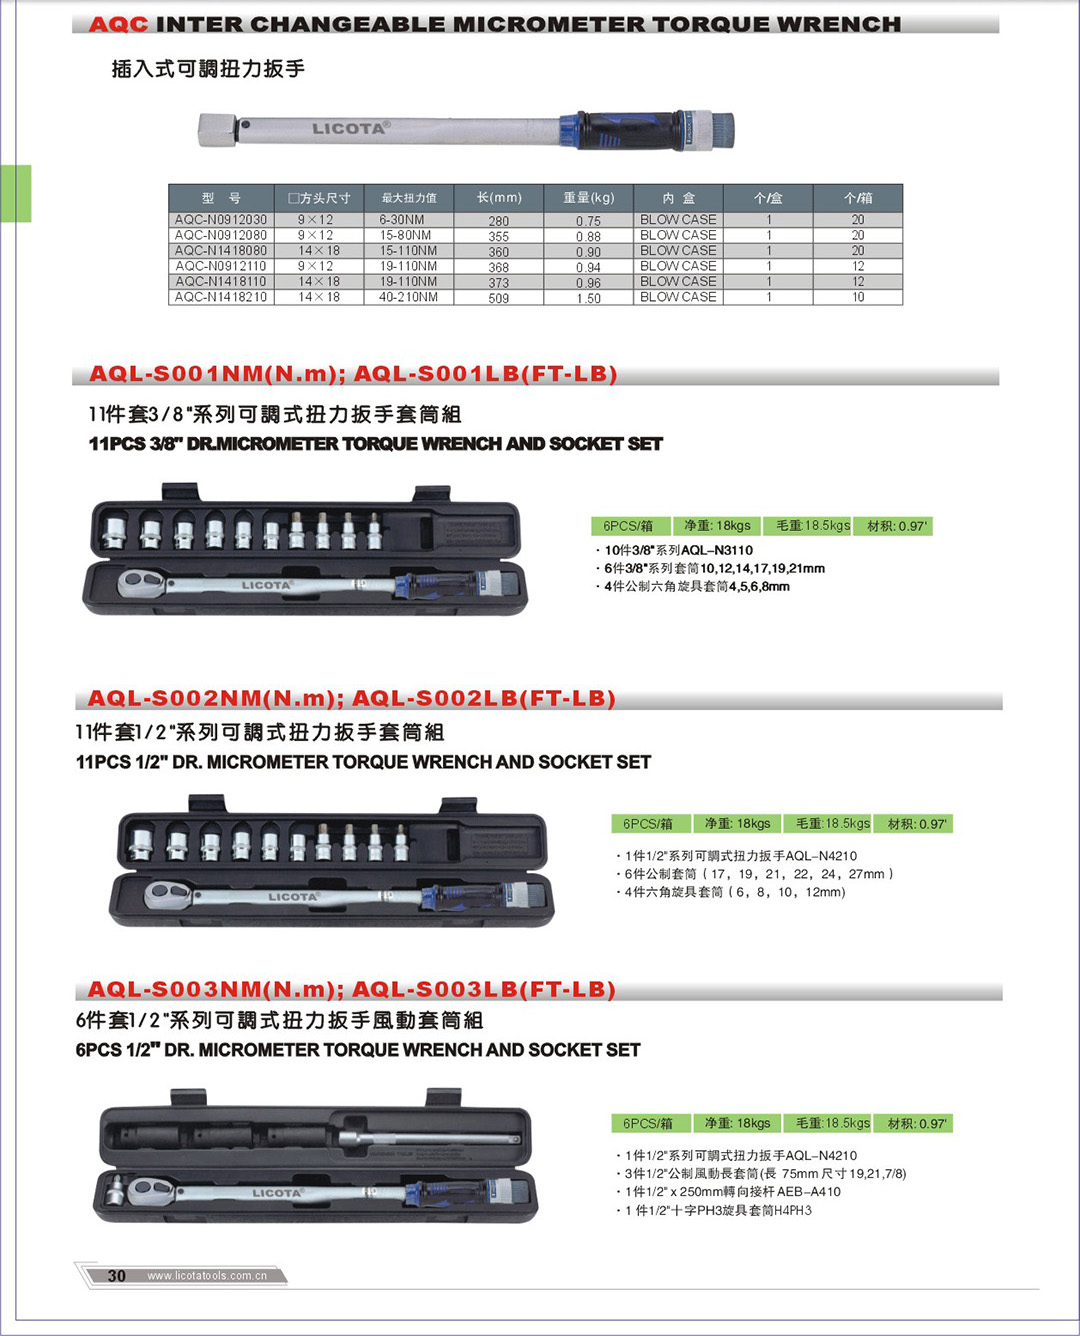 AQC INTER CHANGEABLE MICROMETER TORQUE WRENCH
插入式可調扭力扳手
LICOTA®
型 号 □方头尺寸 最大扭力值 长(mm) 重量(kg) 内 盒 个/盒 个/箱
AQC-N0912030 9×12 6-30NM 280 0.75 BLOW CASE 1 20
AQC-N0912080 9×12 15-80NM 355 0.88 BLOW CASE 1 20
AQC-N1418080 14×18 15-110NM 360 0.90 BLOW CASE 1 20
AQC-N0912110 9×12 19-110NM 368 0.94 BLOW CASE 1 12
AQC-N1418110 14×18 19-110NM 373 0.96 BLOW CASE 1 12
AQC-N1418210 14×18 40-210NM 509 1.50 BLOW CASE 1 10
AQL-S001NM(N.m); AQL-S001LB(FT-LB)
11件套3/8"系列可調式扭力扳手套筒組
11PCS 3/8" DR.MICROMETER TORQUE WRENCH AND SOCKET SET
LICOTA
6PCS/箱 净重: 18kgs 毛重:18.5kgs 材积: 0.97'
· 10件3/8"系列AQL-N3110
· 6件3/8"系列套筒10,12,14,17,19,21mm
· 4件公制六角旋具套筒4,5,6,8mm
AQL-S002NM(N.m); AQL-S002LB(FT-LB)
11件套1/2"系列可調式扭力扳手套筒組
11PCS 1/2" DR. MICROMETER TORQUE WRENCH AND SOCKET SET
LICOTA
6PCS/箱 净重: 18kgs 毛重:18.5kgs 材积: 0.97'
· 1件1/2"系列可調式扭力扳手AQL-N4210
· 6件公制套筒（17，19，21，22，24，27mm）
· 4件六角旋具套筒（6，8，10，12mm)
AQL-S003NM(N.m); AQL-S003LB(FT-LB)
6件套1/2"系列可調式扭力扳手風動套筒組
6PCS 1/2" DR. MICROMETER TORQUE WRENCH AND SOCKET SET
LICOTA
6PCS/箱 净重: 18kgs 毛重:18.5kgs 材积: 0.97'
· 1件1/2"系列可調式扭力扳手AQL-N4210
· 3件1/2"公制風動長套筒(長 75mm 尺寸19,21,7/8)
· 1件1/2" x 250mm轉向接杆 AEB-A410
· 1 件1/2"十字PH3旋具套筒H4PH3
30 www.licotatools.com.cn